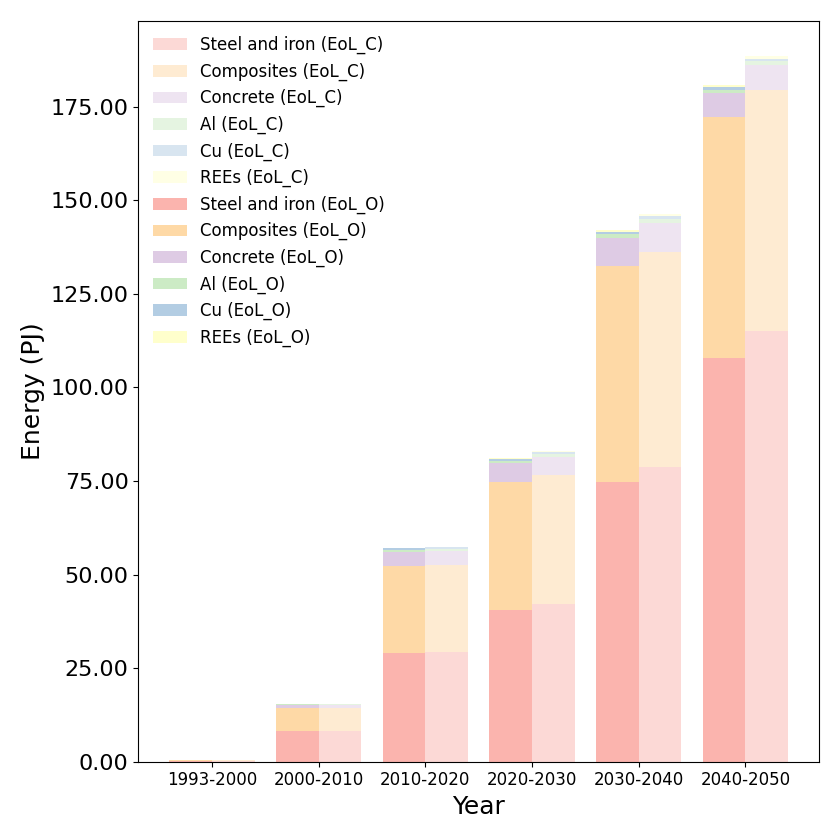 Steel and iron (EoL_C)
Composites (EoL_C)
Concrete (EoL_C)
Al (EoL_C)
Cu (EoL_C)
REEs (EoL_C)
Steel and iron (EoL_O)
Composites (EoL_O)
Concrete (EoL_O)
Al (EoL_O)
Cu (EoL_O)
REEs (EoL_O)
175.00
150.00
125.00
100.00
75.00
50.00
25.00
0.00
Energy (PJ)
1993-2000 2000-2010 2010-2020 2020-2030 2030-2040 2040-2050
Year